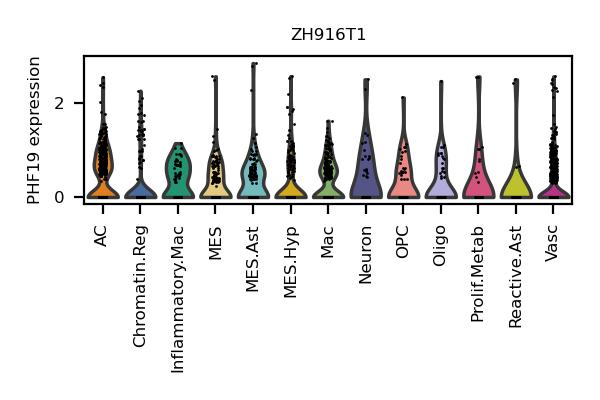 ZH916T1
PHF19 expression
2
0
AC
Chromatin.Reg
Inflammatory.Mac
MES
MES.Ast
MES.Hyp
Mac
Neuron
OPC
Oligo
Prolif.Metab
Reactive.Ast
Vasc